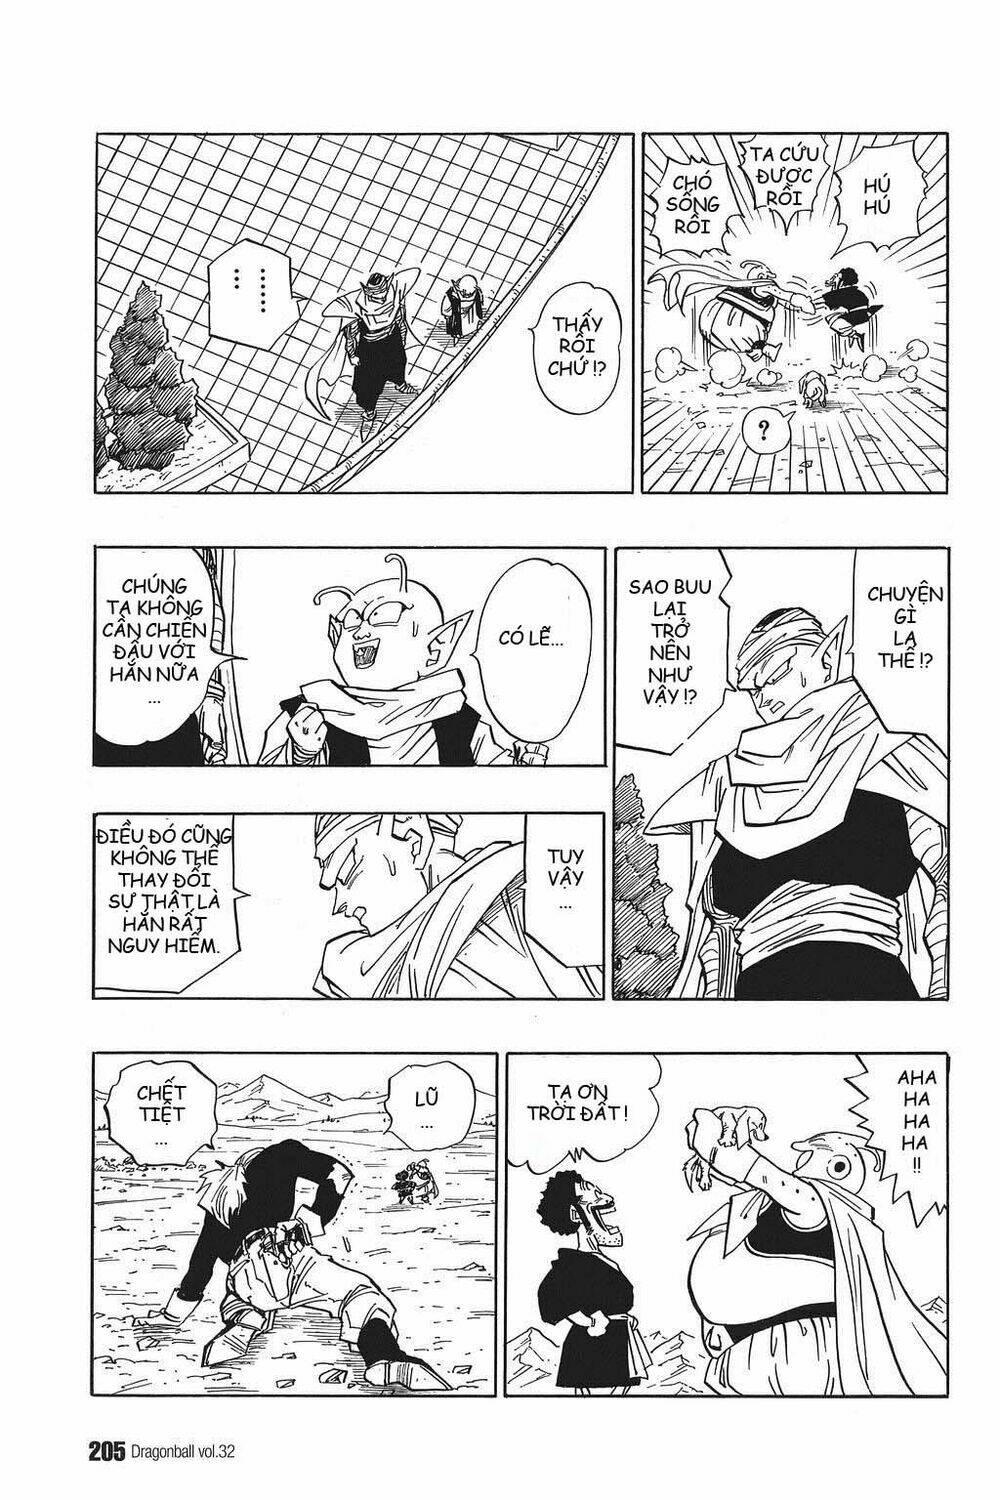 HÚ
HÚ
TA CỨU
ĐƯỢC
RỒI
CHÓ
SỐNG
RỒI
?
THẤY
RỒI
CHỨ !?
...
....
CHUYỆN
GÌ
LẠ
THẾ !?
SAO BUU
LẠI
TRỞ
NÊN
NHƯ
VẬY !?
CÓ LẼ...
CHÚNG
TA KHÔNG
CẦN CHIẾN
ĐẤU VỚI
HẮN NỮA
...
TUY
VẬY
...
ĐIỀU ĐÓ CŨNG
KHÔNG THỂ
THAY ĐỔI
SỰ THẬT LÀ
HẮN RẤT
NGUY HIỂM.
AHA
HA
HA
HA
!!
TẠ ƠN
TRỜI ĐẤT !
LŨ
CHẾT
TIỆT
...
205 Dragonball vol.32